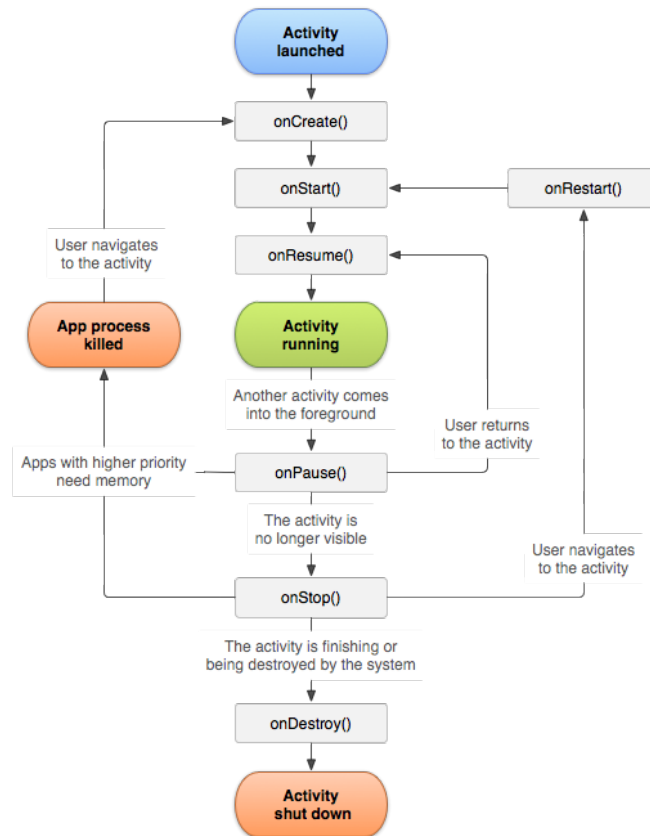 Activity
launched
onCreate()
onStart()
onRestart()
User navigates
to the activity
onResume()
App process
killed
Activity
running
Another activity comes
into the foreground
User returns
to the activity
Apps with higher priority
need memory
onPause()
The activity is
no longer visible
User navigates
to the activity
onStop()
The activity is finishing or
being destroyed by the system
onDestroy()
Activity
shut down